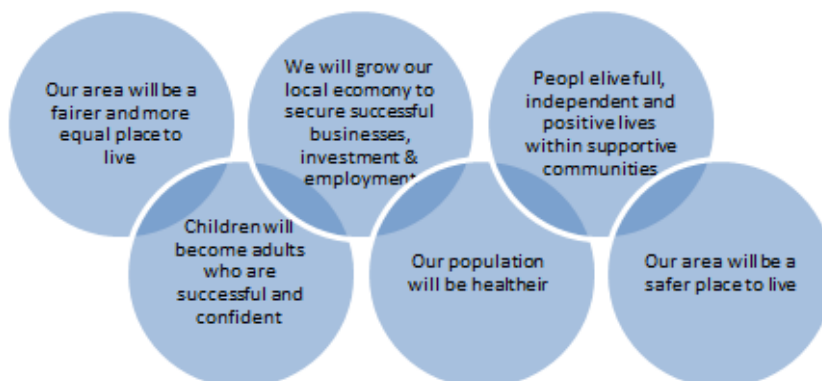 Our area will be a
fairer and more
equal place to
live
Children will
become adults
who are
successful and
confident
We will grow our
local ecomony to
secure successful
businesses,
investment &
employment
Our population
will be healtheir
Peopl elive full,
independent and
positive lives
within supportive
communities
Our area will be a
safer place to live